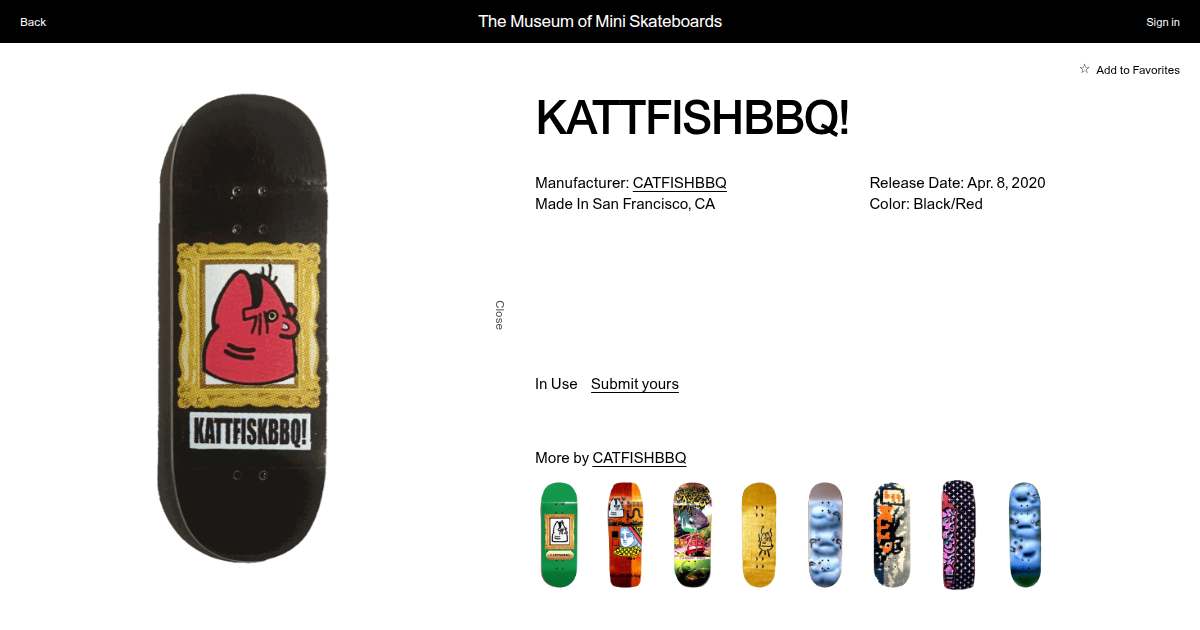 Back
The Museum of Mini Skateboards
Sign in
☆ Add to Favorites
KATTFISHBBQ!
Manufacturer: CATFISHBBQ
Made In San Francisco, CA
Release Date: Apr. 8, 2020
Color: Black/Red
Close
KATTFISKBBQ!
In Use Submit yours
More by CATFISHBBQ